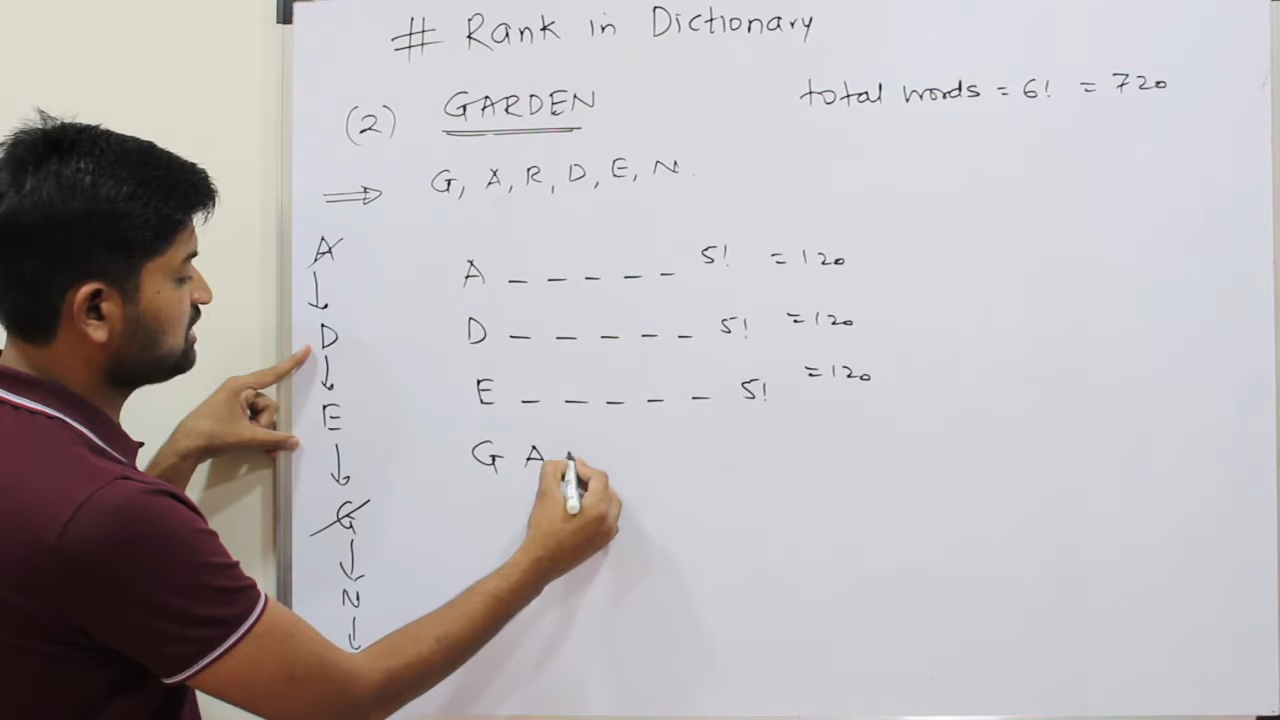 # Rank in Dictionary
(2) GARDEN total words = 6! = 720
⇒ G, A, R, D, E, N.
A _ _ _ _ _ 5! = 120
D _ _ _ _ _ 5! = 120
E _ _ _ _ _ 5! = 120
G A
A
↓
D
↓
E
↓
G
↓
N
↓